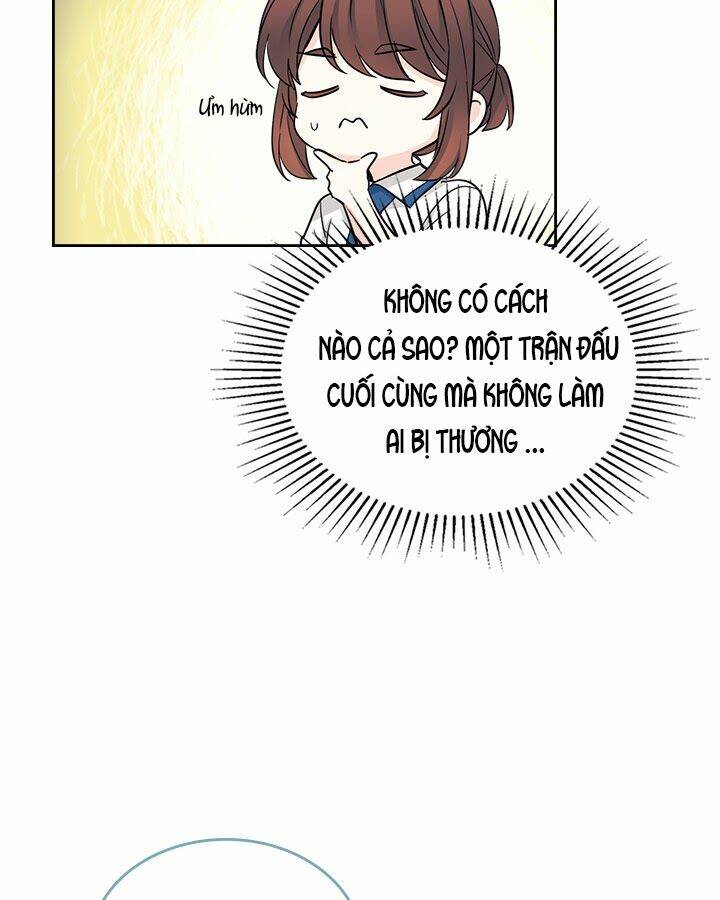 Ưm hừm
KHÔNG CÓ CÁCH
NÀO CẢ SAO? MỘT TRẬN ĐẤU
CUỐI CÙNG MÀ KHÔNG LÀM
AI BỊ THƯƠNG ...